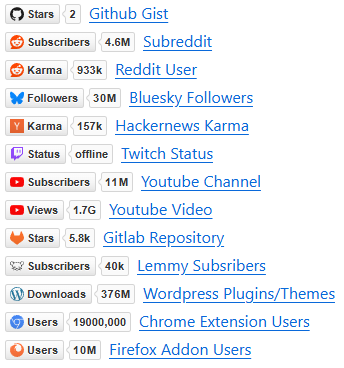 Stars 2 Github Gist
Subscribers 4.6M Subreddit
Karma 933k Reddit User
Followers 30M Bluesky Followers
Karma 157k Hackernews Karma
Status offline Twitch Status
Subscribers 11M Youtube Channel
Views 1.7G Youtube Video
Stars 5.8k Gitlab Repository
Subscribers 40k Lemmy Subsribers
Downloads 376M Wordpress Plugins/Themes
Users 19000,000 Chrome Extension Users
Users 10M Firefox Addon Users